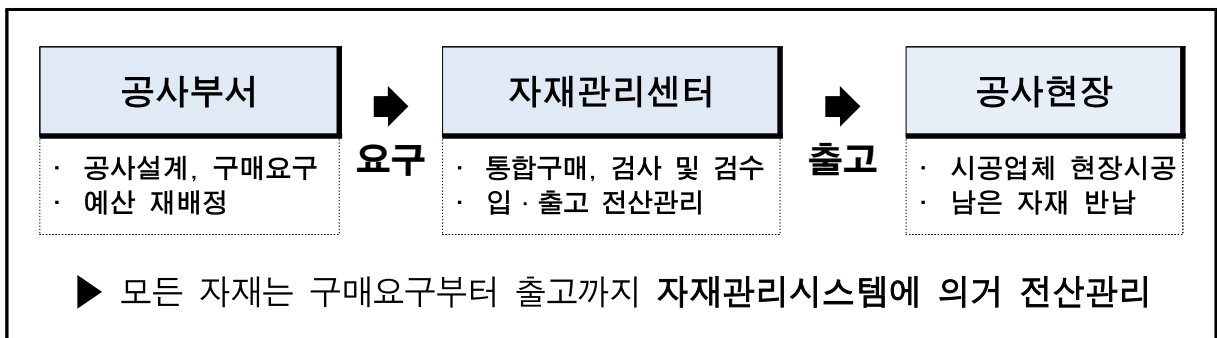 공사부서
요구
자재관리센터
출고
공사현장
· 공사설계, 구매요구
· 예산 재배정
· 통합구매, 검사 및 검수
· 입·출고 전산관리
· 시공업체 현장시공
· 남은 자재 반납
▶ 모든 자재는 구매요구부터 출고까지 자재관리시스템에 의거 전산관리